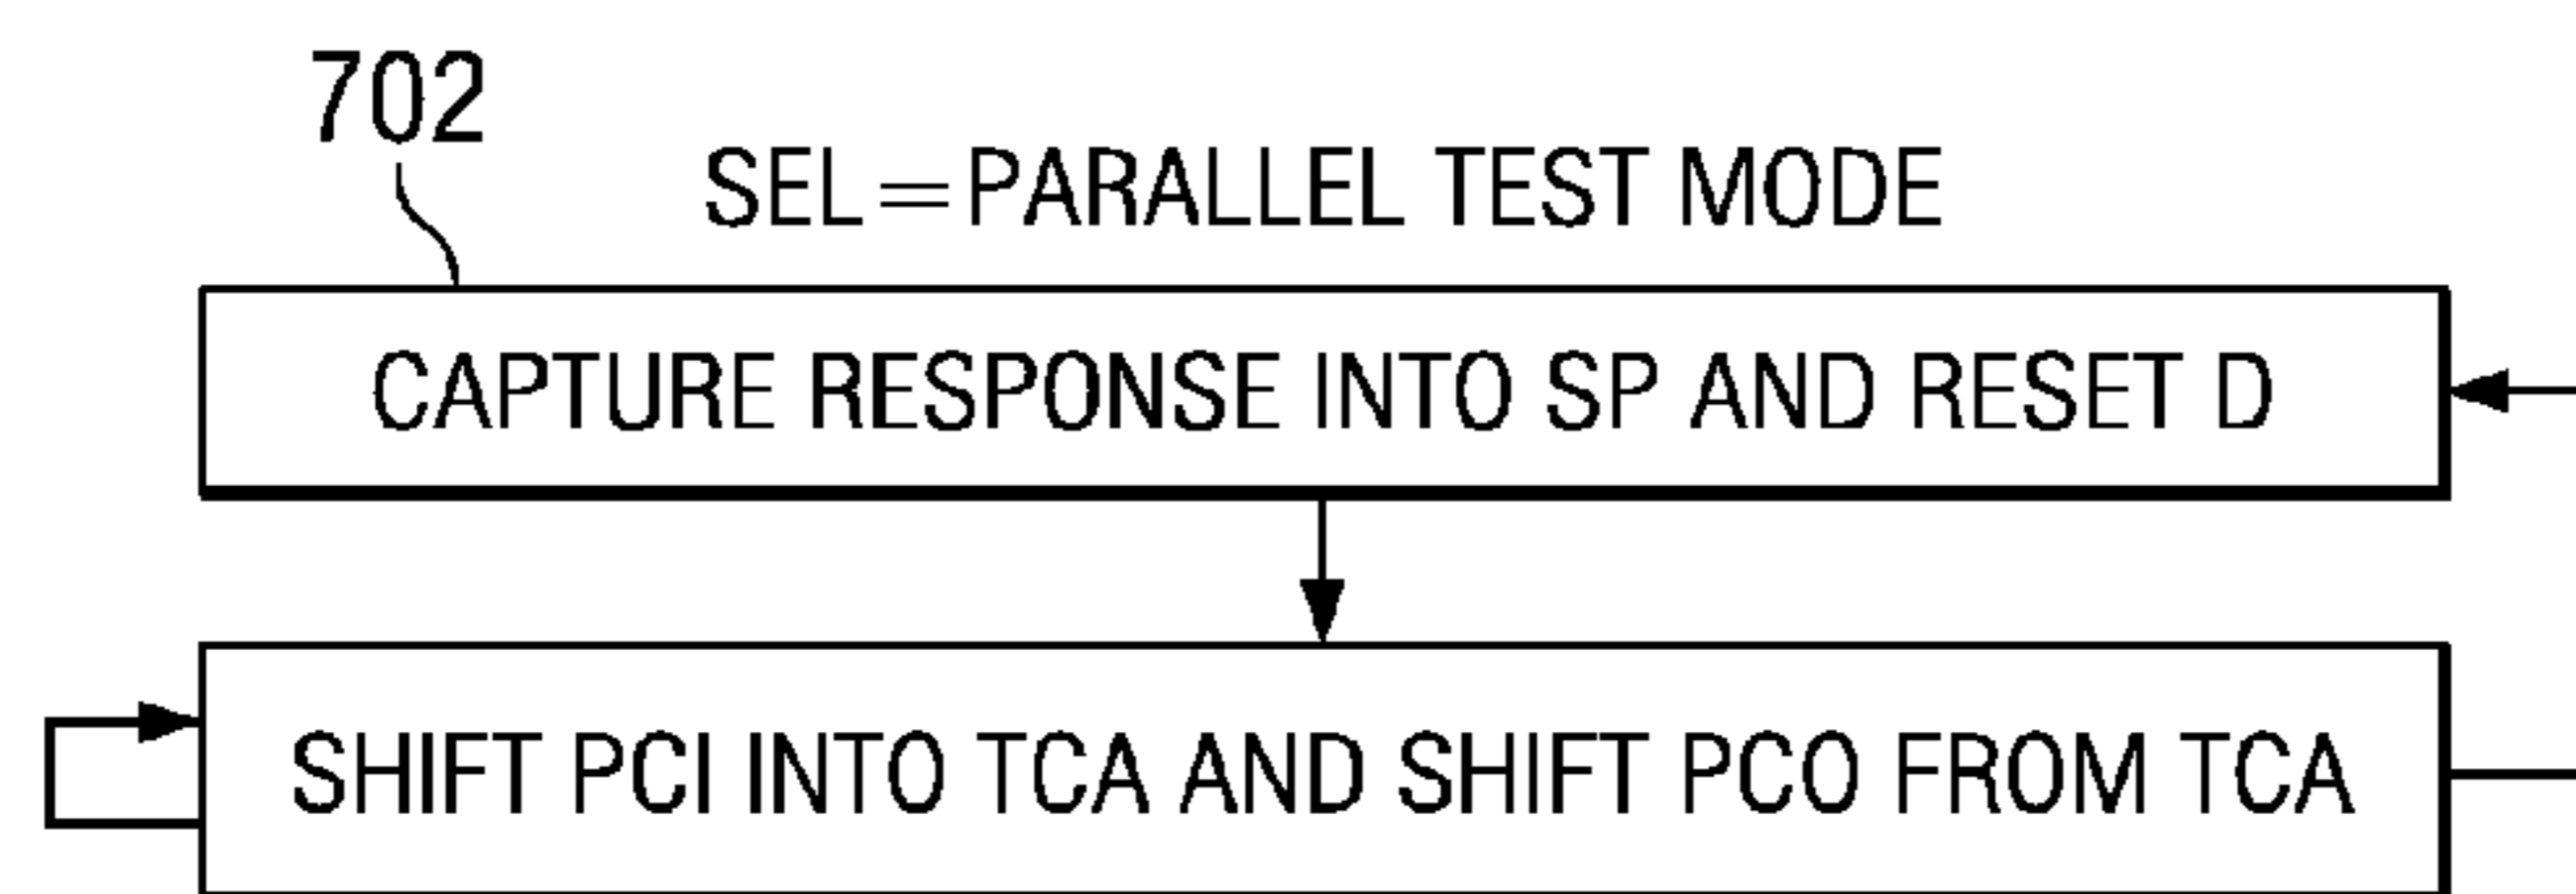 702
SEL=PARALLEL TEST MODE
CAPTURE RESPONSE INTO SP AND RESET D
SHIFT PCI INTO TCA AND SHIFT PCO FROM TCA